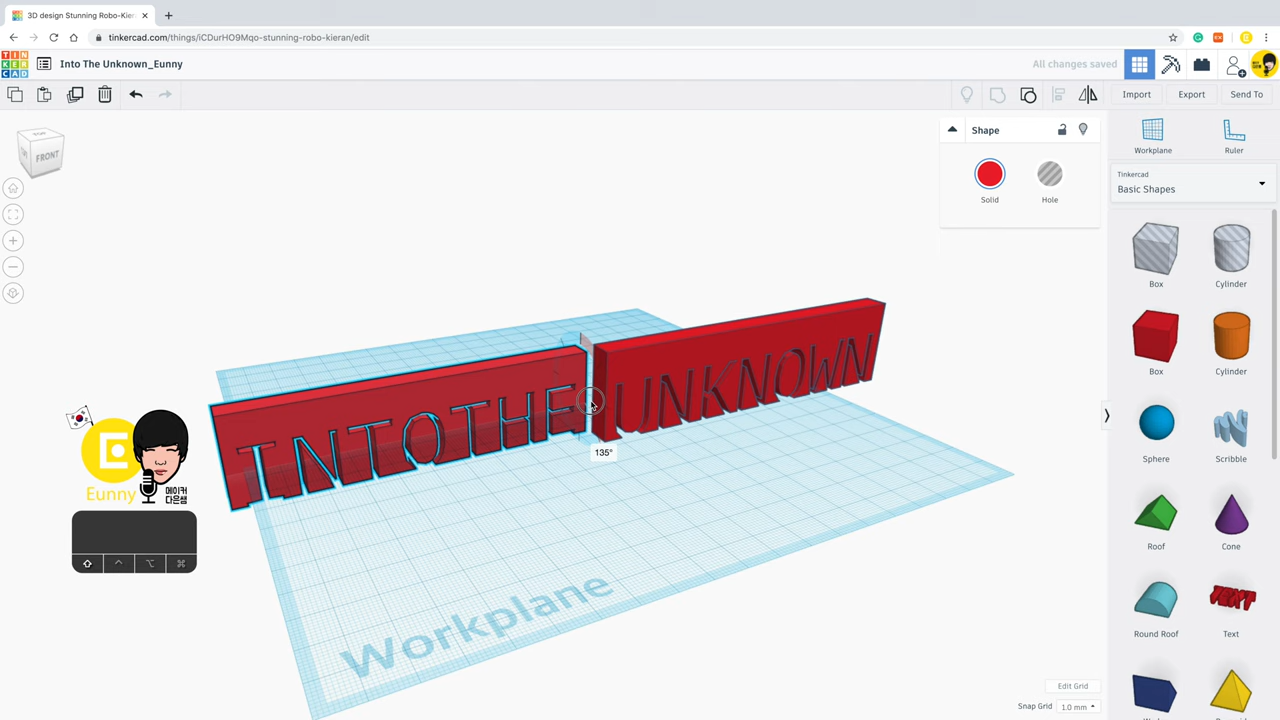 3D design Stunning Robo-Kier
tinkercad.com/things/iCDurHO9Mqo-stunning-robo-kieran/edit
TIN
KER
CAD
Into The Unknown_Eunny
All changes saved
Import
Export
Send To
TOP
FRONT
Shape
Solid
Hole
Workplane
Ruler
Tinkercad
Basic Shapes
Box
Cylinder
Box
Cylinder
Sphere
Scribble
Roof
Cone
Round Roof
TEXT
Text
INTO THE
UNKNOWN
135°
E
Eunny
메이커
다은쌤
Workplane
Edit Grid
Snap Grid
1.0 mm